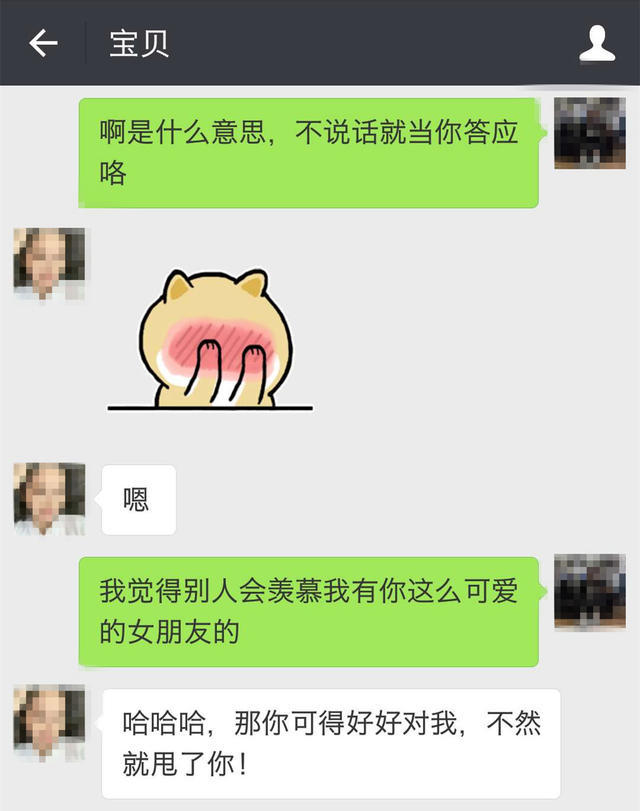 宝贝
啊是什么意思，不说话就当你答应
咯
嗯
我觉得别人会羡慕我有你这么可爱
的女朋友的
哈哈哈，那你可得好好对我，不然
就甩了你！